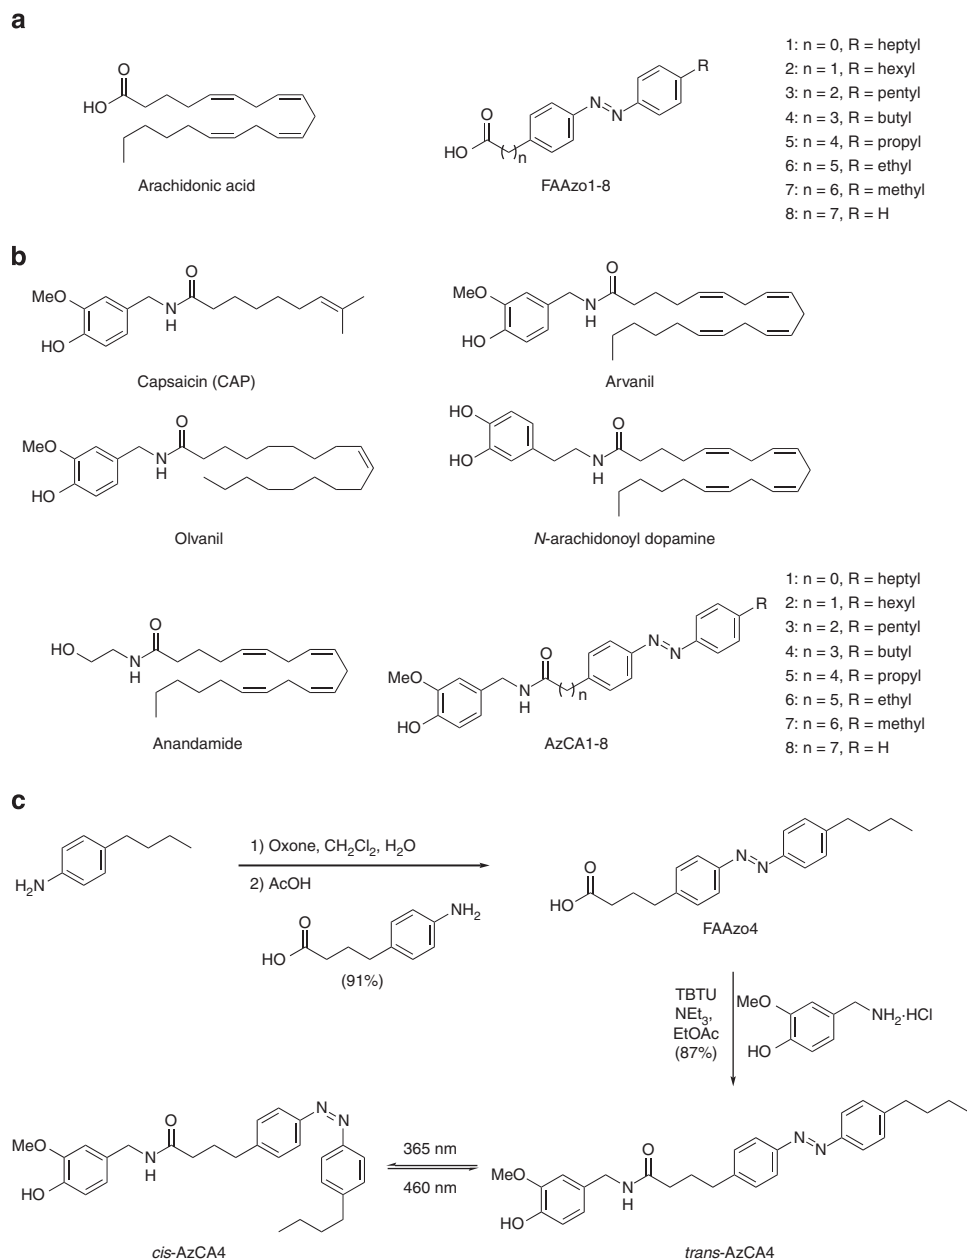 a
O
HO
Arachidonic acid
R
N
N
O
HO
( ) n
FAAzo1-8
1: n = 0, R = heptyl
2: n = 1, R = hexyl
3: n = 2, R = pentyl
4: n = 3, R = butyl
5: n = 4, R = propyl
6: n = 5, R = ethyl
7: n = 6, R = methyl
8: n = 7, R = H
b
O
MeO
N
H
HO
Capsaicin (CAP)
O
MeO
N
H
HO
Arvanil
O
MeO
N
H
HO
Olvanil
HO
O
HO
N
H
N-arachidonoyl dopamine
O
HO
N
H
Anandamide
R
N
N
O
MeO
N
H
( ) n
HO
AzCA1-8
1: n = 0, R = heptyl
2: n = 1, R = hexyl
3: n = 2, R = pentyl
4: n = 3, R = butyl
5: n = 4, R = propyl
6: n = 5, R = ethyl
7: n = 6, R = methyl
8: n = 7, R = H
c
H2N
1) Oxone, CH2Cl2, H2O
2) AcOH
NH2
O
HO
(91%)
N
N
O
HO
FAAzo4
TBTU
NEt3,
EtOAc
(87%)
MeO
NH2·HCl
HO
N
N
O
MeO
N
H
HO
cis-AzCA4
365 nm
460 nm
N
N
O
MeO
N
H
HO
trans-AzCA4